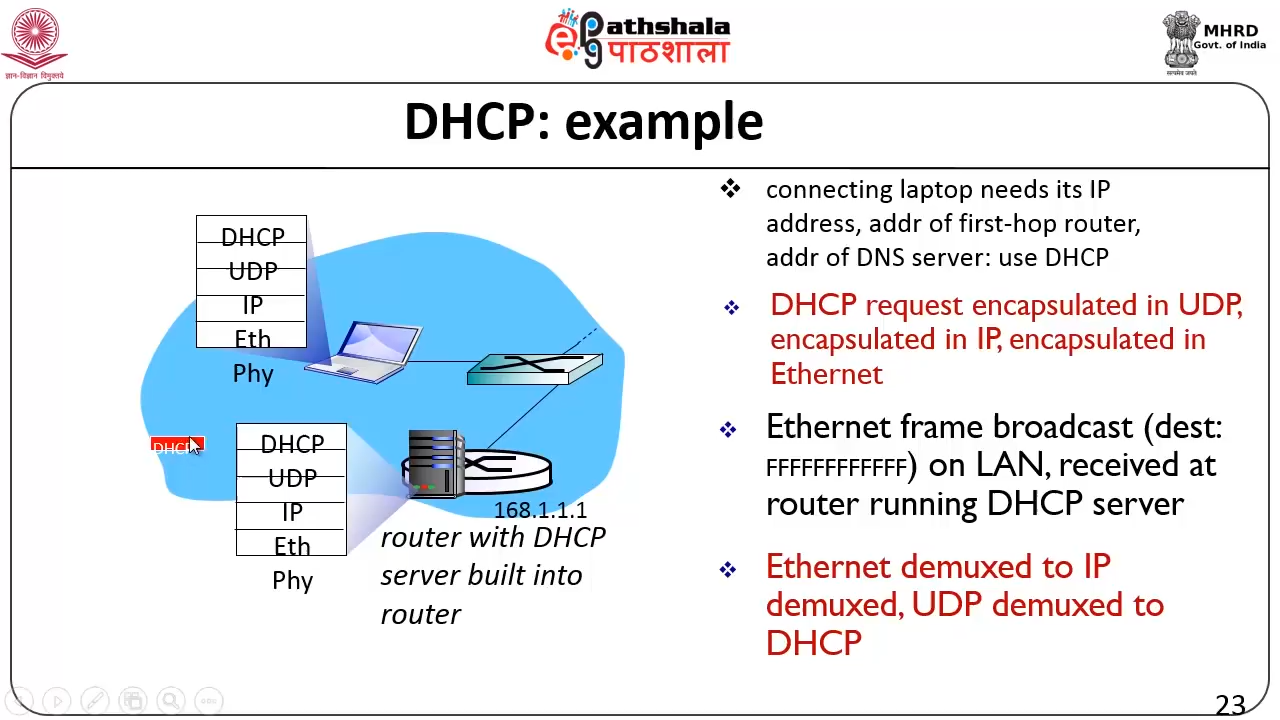 ज्ञान-विज्ञान विमुक्तये
Pathshala
पाठशाला
MHRD
Govt. of India
सत्यमेव जयते
DHCP: example
DHCP
UDP
IP
Eth
Phy
DHCP
DHCP
UDP
IP
Eth
Phy
168.1.1.1
router with DHCP
server built into
router
connecting laptop needs its IP
address, addr of first-hop router,
addr of DNS server: use DHCP
DHCP request encapsulated in UDP,
encapsulated in IP, encapsulated in
Ethernet
Ethernet frame broadcast (dest:
FFFFFFFFFFFF) on LAN, received at
router running DHCP server
Ethernet demuxed to IP
demuxed, UDP demuxed to
DHCP
23